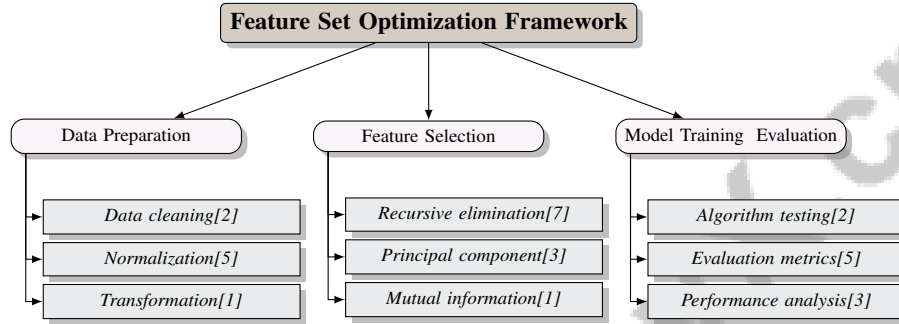 Feature Set Optimization Framework
Data Preparation
Feature Selection
Model Training Evaluation
Data cleaning[2]
Normalization[5]
Transformation[1]
Recursive elimination[7]
Principal component[3]
Mutual information[1]
Algorithm testing[2]
Evaluation metrics[5]
Performance analysis[3]